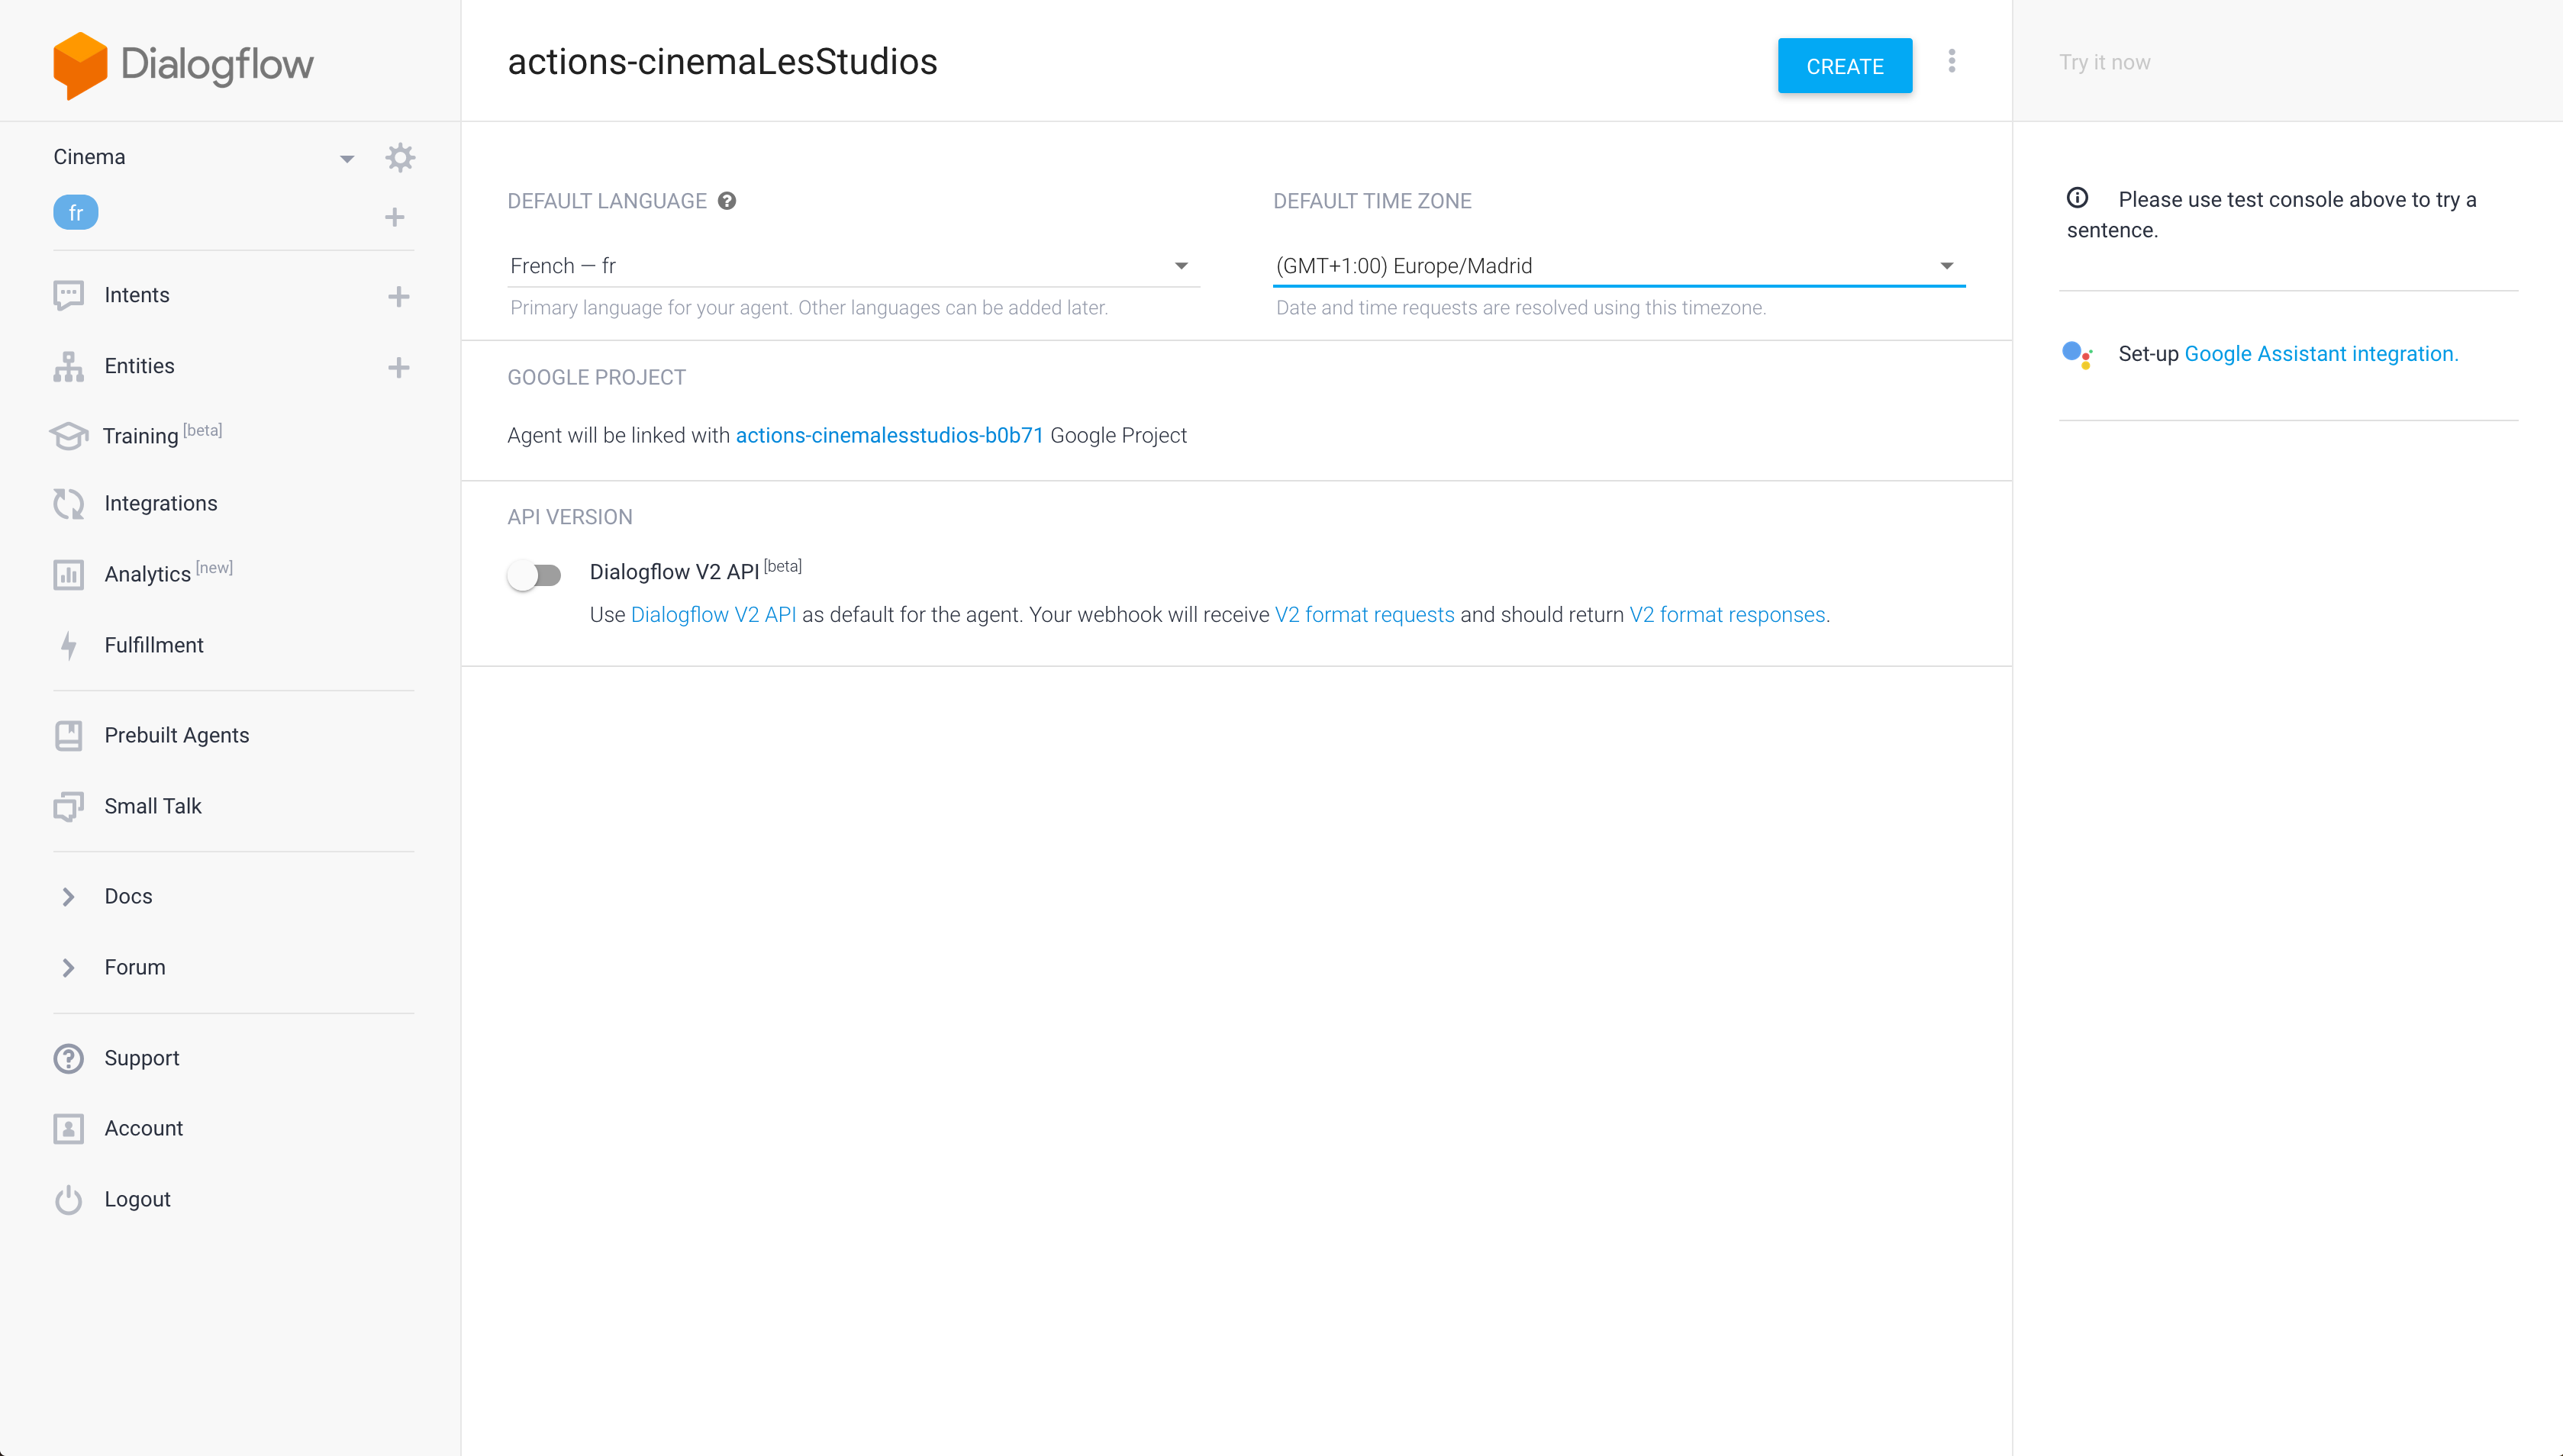 Dialogflow
Cinema
fr
Intents
Entities
Training [beta]
Integrations
Analytics [new]
Fulfillment
Prebuilt Agents
Small Talk
Docs
Forum
Support
Account
Logout
actions-cinemaLesStudios
CREATE
DEFAULT LANGUAGE
French — fr
Primary language for your agent. Other languages can be added later.
DEFAULT TIME ZONE
(GMT+1:00) Europe/Madrid
Date and time requests are resolved using this timezone.
GOOGLE PROJECT
Agent will be linked with actions-cinemalesstudios-b0b71 Google Project
API VERSION
Dialogflow V2 API [beta]
Use Dialogflow V2 API as default for the agent. Your webhook will receive V2 format requests and should return V2 format responses.
Try it now
Please use test console above to try a
sentence.
Set-up Google Assistant integration.